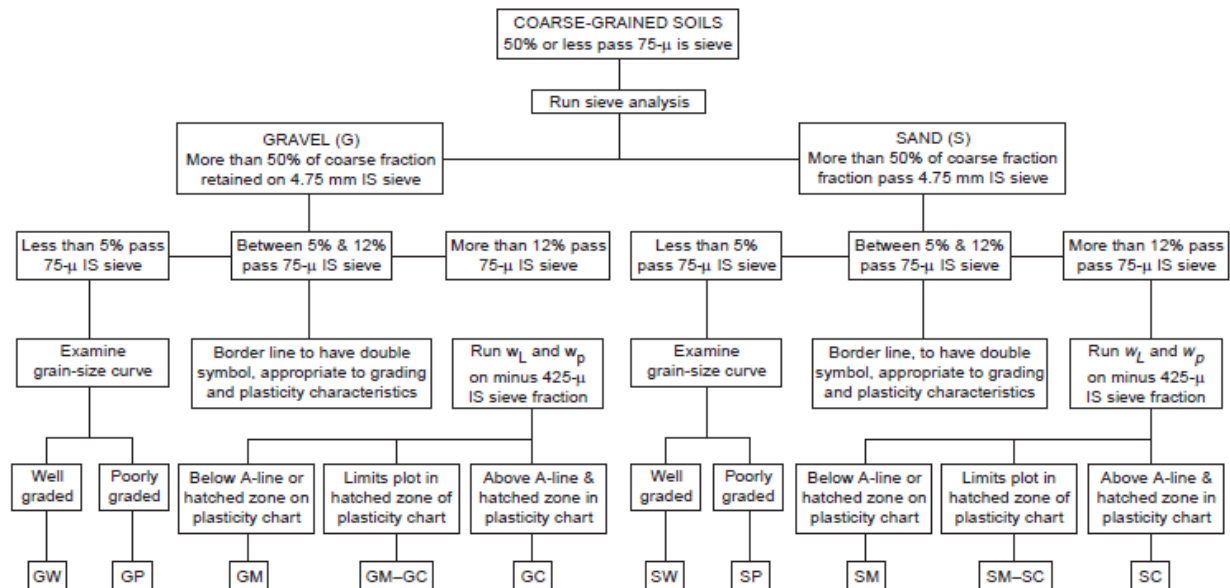 COARSE-GRAINED SOILS
50% or less pass 75-μ is sieve
Run sieve analysis
GRAVEL (G)
More than 50% of coarse fraction
retained on 4.75 mm IS sieve
SAND (S)
More than 50% of coarse fraction
fraction pass 4.75 mm IS sieve
Less than 5% pass
75-μ IS sieve
Between 5% & 12%
pass 75-μ IS sieve
More than 12% pass
75-μ IS sieve
Less than 5%
pass 75-μ IS sieve
Between 5% & 12%
pass 75-μ IS sieve
More than 12% pass
pass 75-μ IS sieve
Examine
grain-size curve
Border line to have double
symbol, appropriate to grading
and plasticity characteristics
Run w_L and w_p
on minus 425-μ
IS sieve fraction
Examine
grain-size curve
Border line, to have double
symbol, appropriate to grading
and plasticity characteristics
Run w_L and w_p
on minus 425-μ
IS sieve fraction
Well
graded
Poorly
graded
Below A-line or
hatched zone on
plasticity chart
Limits plot in
hatched zone of
plasticity chart
Above A-line &
hatched zone in
plasticity chart
Well
graded
Poorly
graded
Below A-line or
hatched zone on
plasticity chart
Limits plot in
hatched zone of
plasticity chart
Above A-line &
hatched zone in
plasticity chart
GW
GP
GM
GM–GC
GC
SW
SP
SM
SM–SC
SC